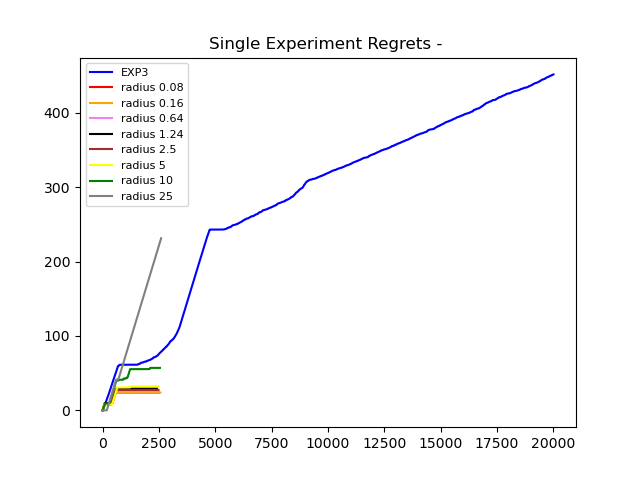 Single Experiment Regrets -
EXP3
radius 0.08
radius 0.16
radius 0.64
radius 1.24
radius 2.5
radius 5
radius 10
radius 25
400
300
200
100
0
0 2500 5000 7500 10000 12500 15000 17500 20000